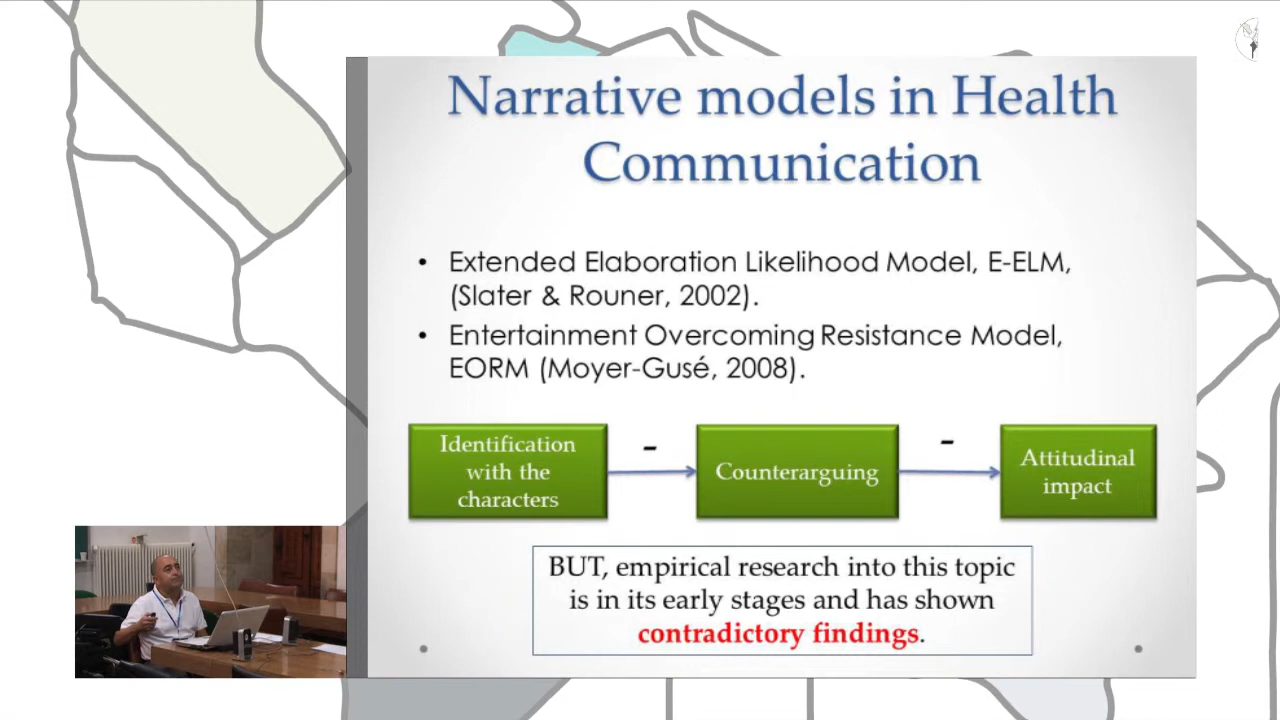 Narrative models in Health
Communication
• Extended Elaboration Likelihood Model, E-ELM,
(Slater & Rouner, 2002).
• Entertainment Overcoming Resistance Model,
EORM (Moyer-Gusé, 2008).
Identification
with the
characters
-
Counterarguing
-
Attitudinal
impact
BUT, empirical research into this topic
is in its early stages and has shown
contradictory findings.